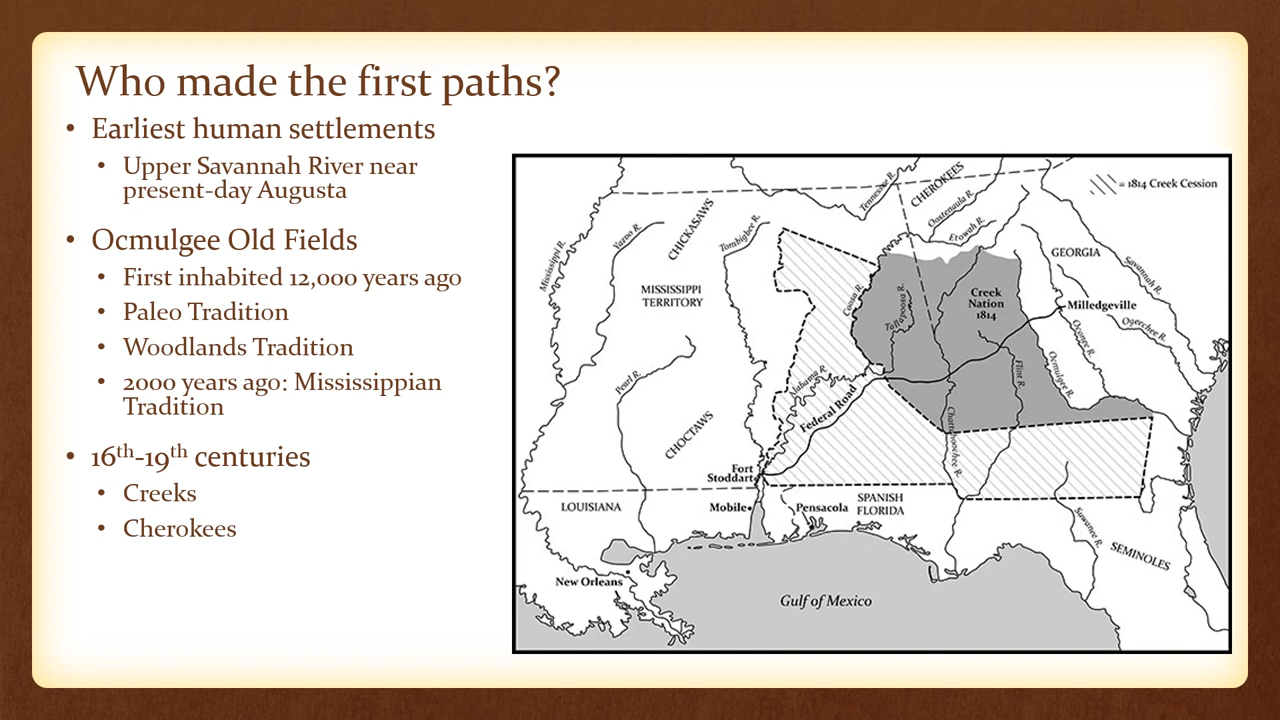 Who made the first paths?
• Earliest human settlements
• Upper Savannah River near
present-day Augusta
• Ocmulgee Old Fields
• First inhabited 12,000 years ago
• Paleo Tradition
• Woodlands Tradition
• 2000 years ago: Mississippian
Tradition
• 16th-19th centuries
• Creeks
• Cherokees
= 1814 Creek Cession
CHEROKEES
Tennessee R.
Oostenaula R.
Etowah R.
CHICKASAWS
Yazoo R.
Tombigbee R.
Mississippi R.
GEORGIA
Savannah R.
MISSISSIPPI
TERRITORY
Coosa R.
Tallapoosa R.
Creek
Nation
1814
Milledgeville
Ogeechee R.
Oconee R.
Ocmulgee R.
Flint R.
Pearl R.
Alabama R.
Federal Road
Chattahoochee R.
CHOCTAWS
Fort
Stoddart
Mobile
Pensacola
SPANISH
FLORIDA
LOUISIANA
Suwanee R.
SEMINOLES
New Orleans
Gulf of Mexico